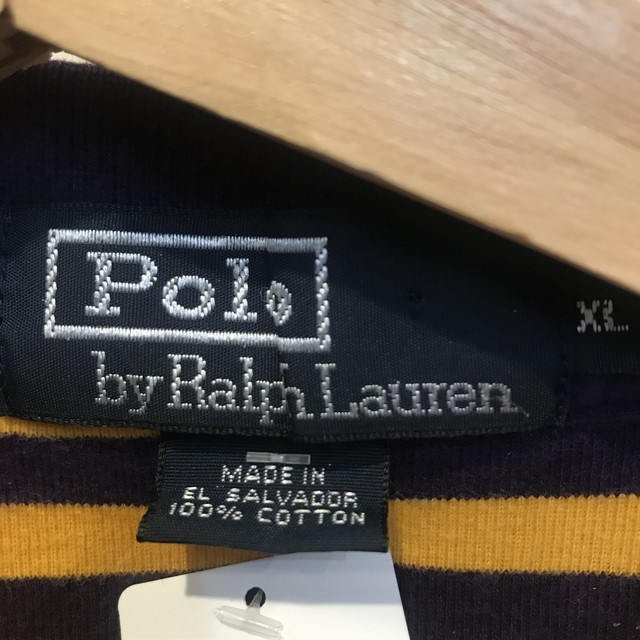 Polo
by Ralph Lauren
XL
MADE IN
EL SALVADOR
100% COTTON